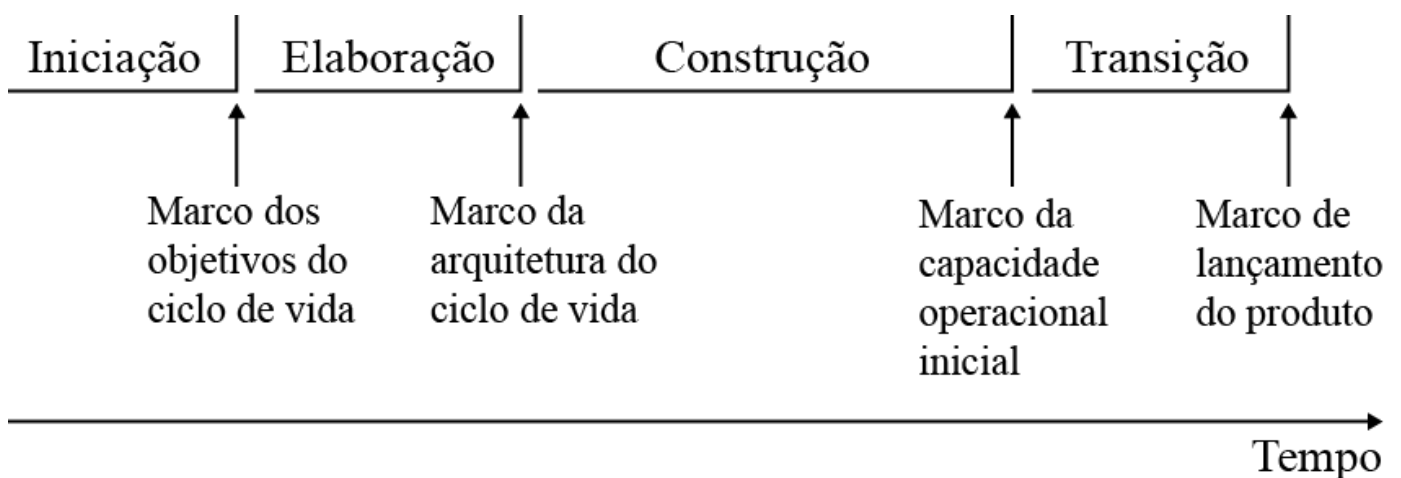 Iniciação
Elaboração
Construção
Transição
Marco dos
objetivos do
ciclo de vida
Marco da
arquitetura do
ciclo de vida
Marco da
capacidade
operacional
inicial
Marco de
lançamento
do produto
Tempo